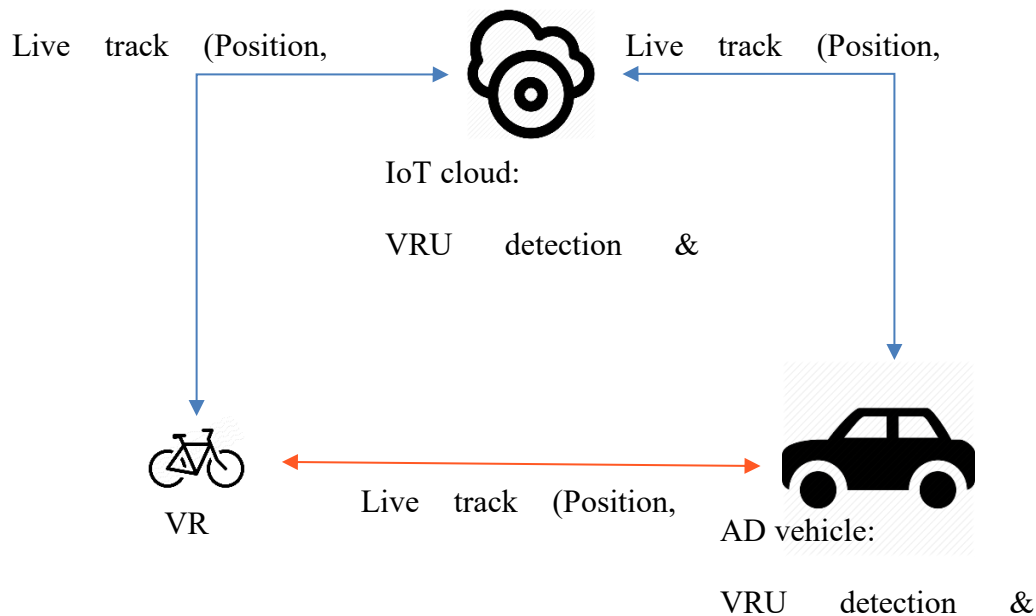 Live track (Position,
Live track (Position,
IoT cloud:
VRU detection &
Live track (Position,
VR
AD vehicle:
VRU detection &